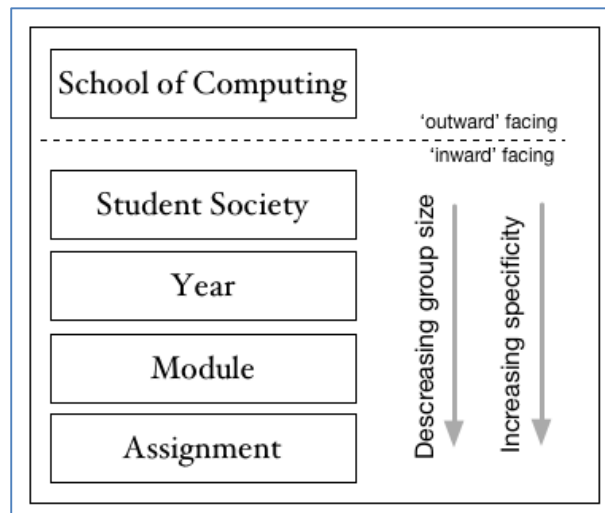 School of Computing
'outward' facing
'inward' facing
Student Society
Year
Module
Assignment
Descreasing group size
Increasing specificity